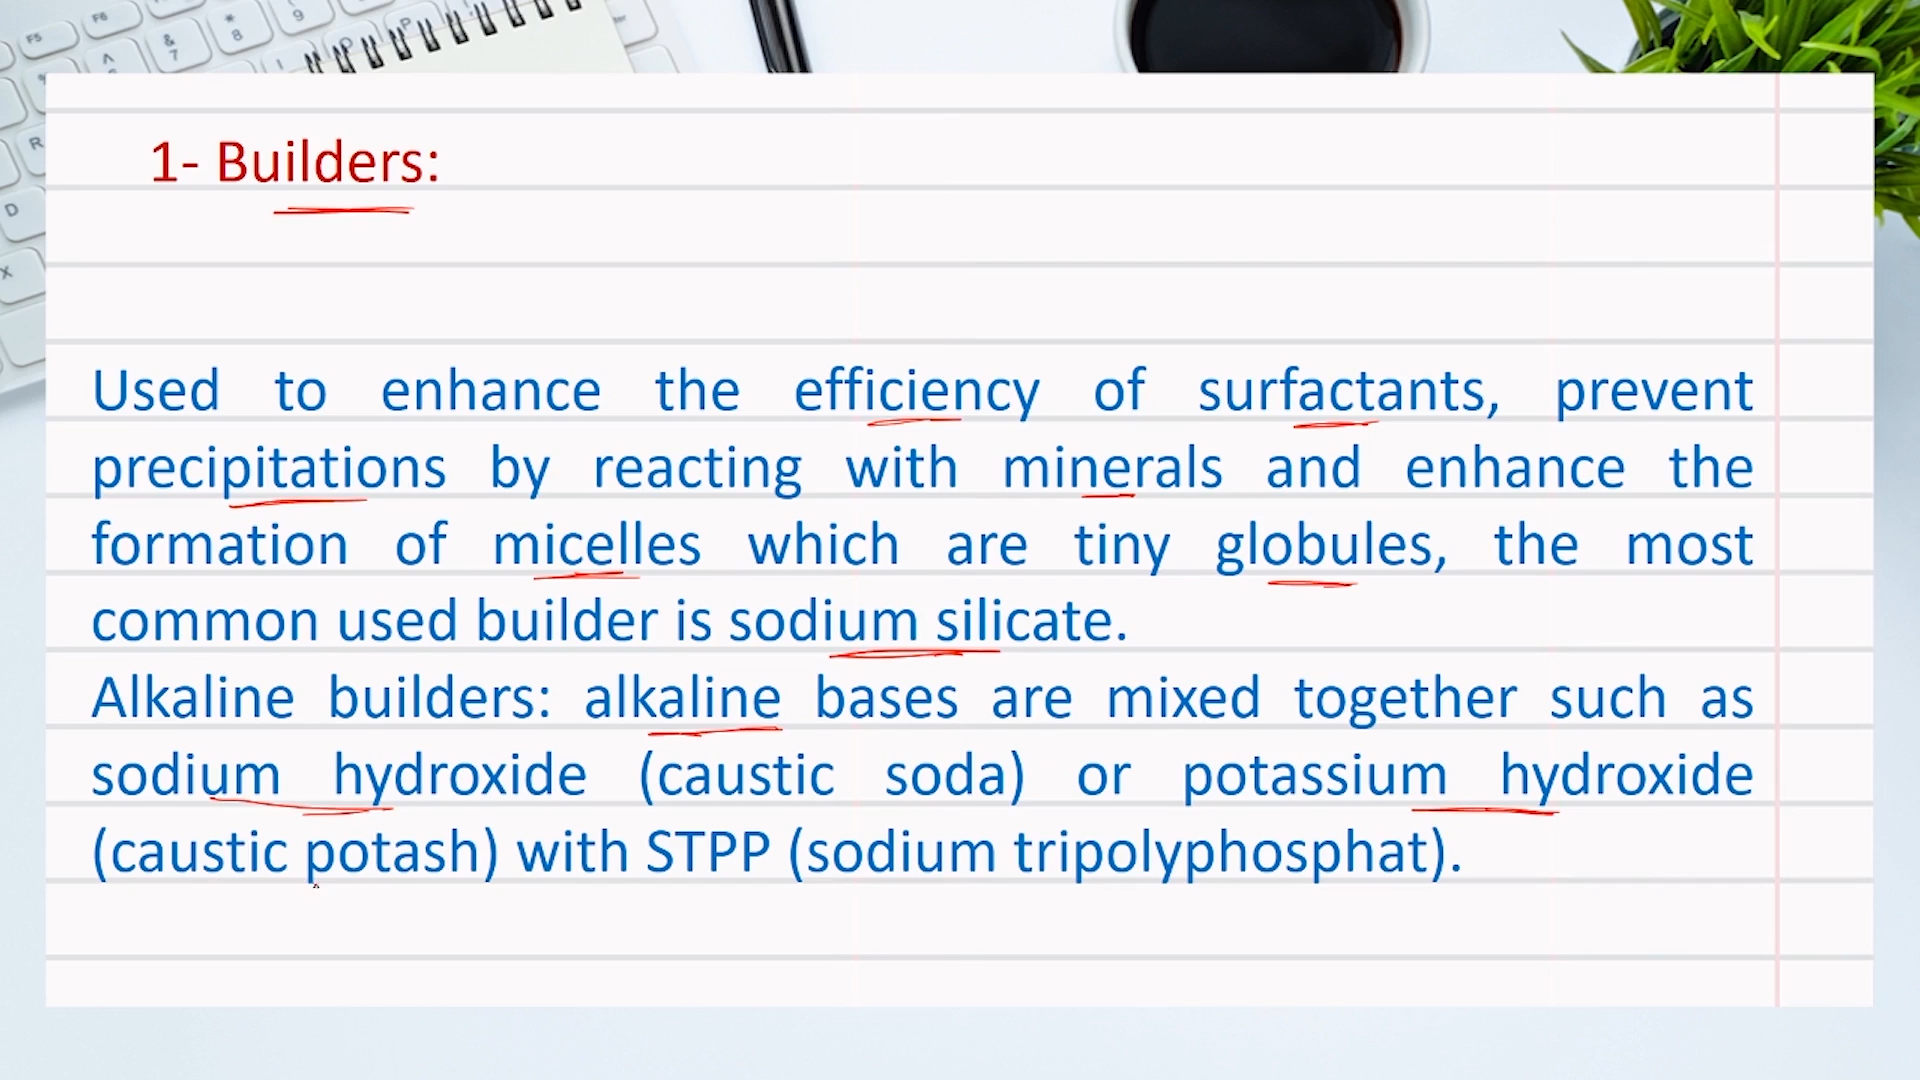 1- Builders:
Used to enhance the efficiency of surfactants, prevent
precipitations by reacting with minerals and enhance the
formation of micelles which are tiny globules, the most
common used builder is sodium silicate.
Alkaline builders: alkaline bases are mixed together such as
sodium hydroxide (caustic soda) or potassium hydroxide
(caustic potash) with STPP (sodium tripolyphosphat).